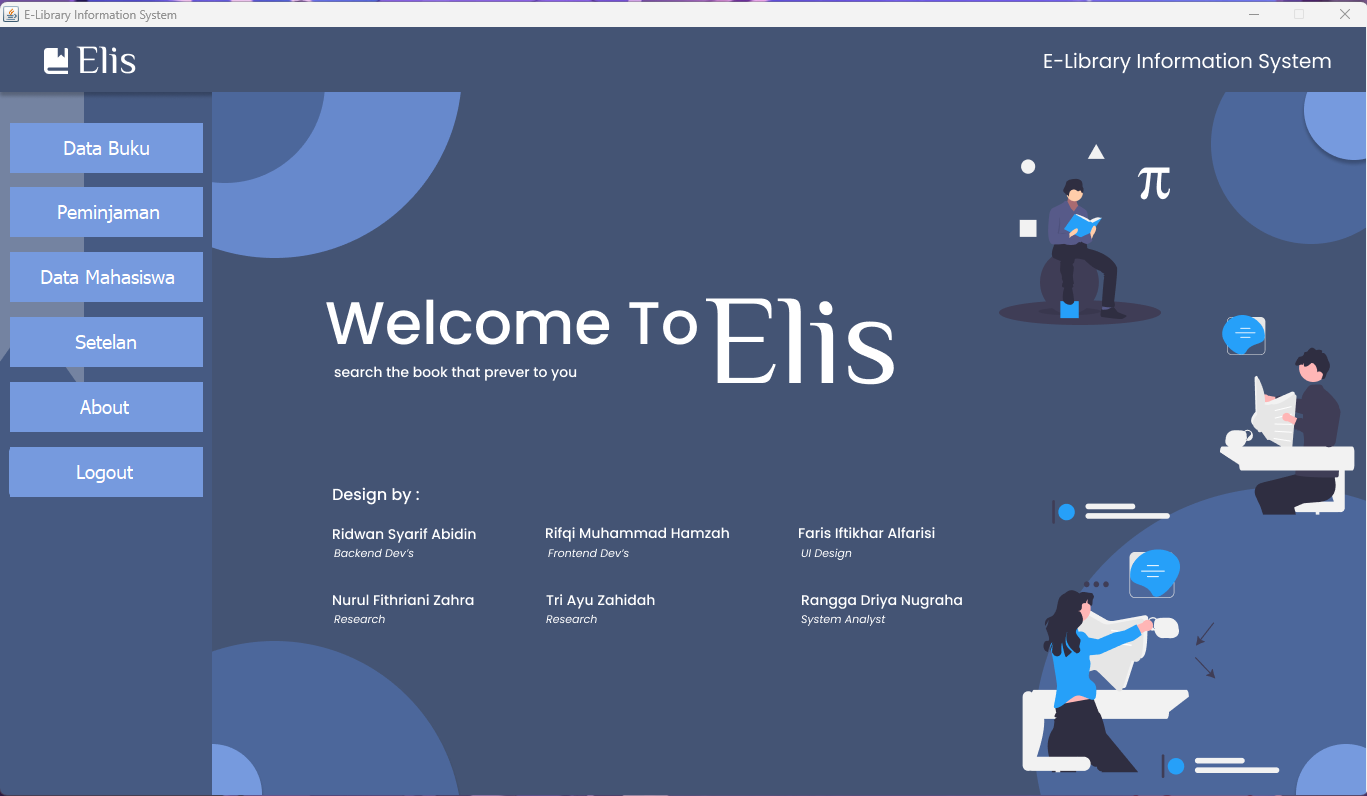 E-Library Information System
Elis
E-Library Information System
Data Buku
Peminjaman
Data Mahasiswa
Setelan
About
Logout
Welcome To Elis
search the book that prever to you
π
Design by :
Ridwan Syarif Abidin
Backend Dev's
Rifqi Muhammad Hamzah
Frontend Dev's
Faris Iftikhar Alfarisi
UI Design
Nurul Fithriani Zahra
Research
Tri Ayu Zahidah
Research
Rangga Driya Nugraha
System Analyst